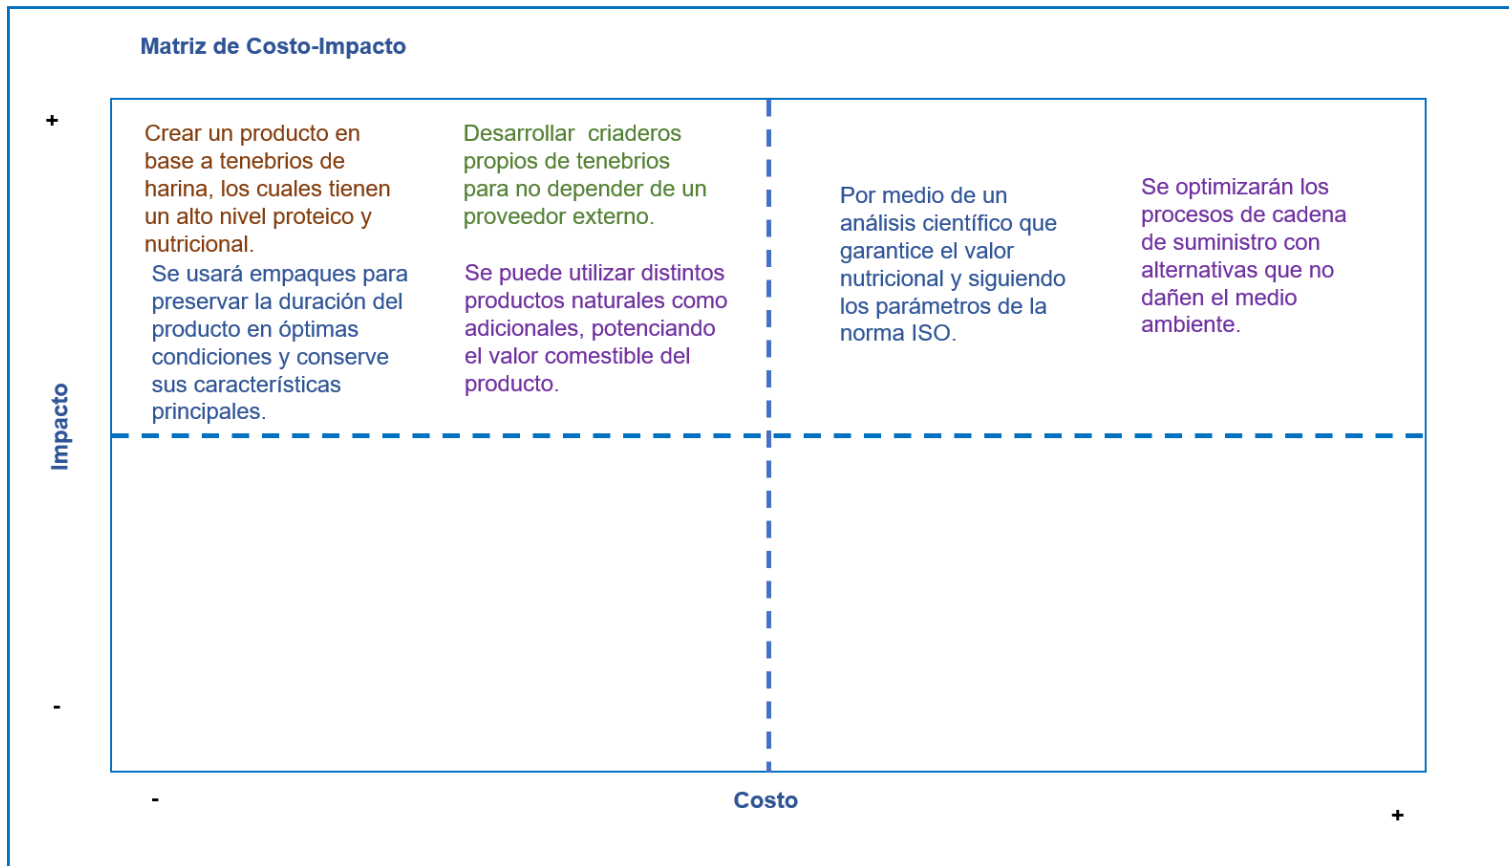 Matriz de Costo-Impacto
+
Crear un producto en
base a tenebrios de
harina, los cuales tienen
un alto nivel proteico y
nutricional.
Se usará empaques para
preservar la duración del
producto en óptimas
condiciones y conserve
sus características
principales.
Desarrollar criaderos
propios de tenebrios
para no depender de un
proveedor externo.
Se puede utilizar distintos
productos naturales como
adicionales, potenciando
el valor comestible del
producto.
Por medio de un
análisis científico que
garantice el valor
nutricional y siguiendo
los parámetros de la
norma ISO.
Se optimizarán los
procesos de cadena
de suministro con
alternativas que no
dañen el medio
ambiente.
Impacto
-
-
Costo
+